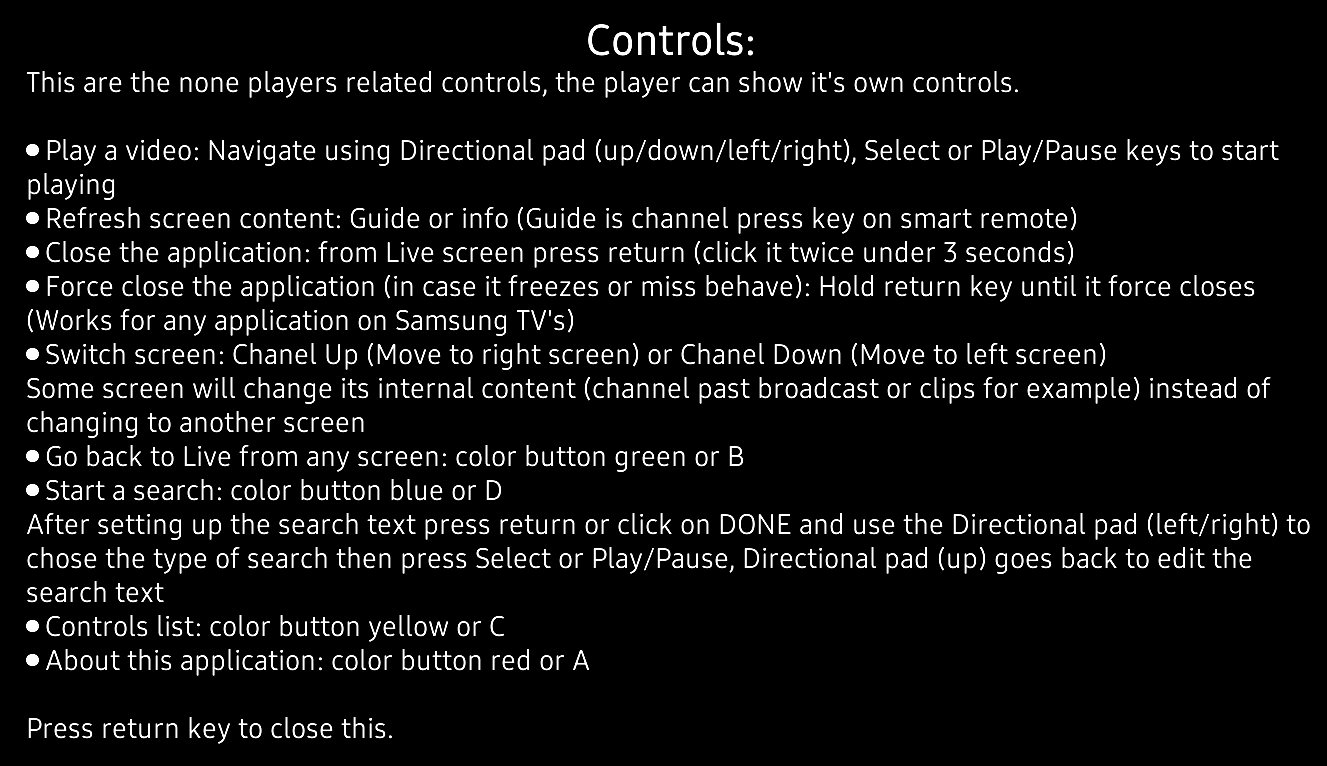 Controls:
This are the none players related controls, the player can show it's own controls.
● Play a video: Navigate using Directional pad (up/down/left/right), Select or Play/Pause keys to start
playing
● Refresh screen content: Guide or info (Guide is channel press key on smart remote)
● Close the application: from Live screen press return (click it twice under 3 seconds)
● Force close the application (in case it freezes or miss behave): Hold return key until it force closes
(Works for any application on Samsung TV's)
● Switch screen: Chanel Up (Move to right screen) or Chanel Down (Move to left screen)
Some screen will change its internal content (channel past broadcast or clips for example) instead of
changing to another screen
● Go back to Live from any screen: color button green or B
● Start a search: color button blue or D
After setting up the search text press return or click on DONE and use the Directional pad (left/right) to
chose the type of search then press Select or Play/Pause, Directional pad (up) goes back to edit the
search text
● Controls list: color button yellow or C
● About this application: color button red or A
Press return key to close this.